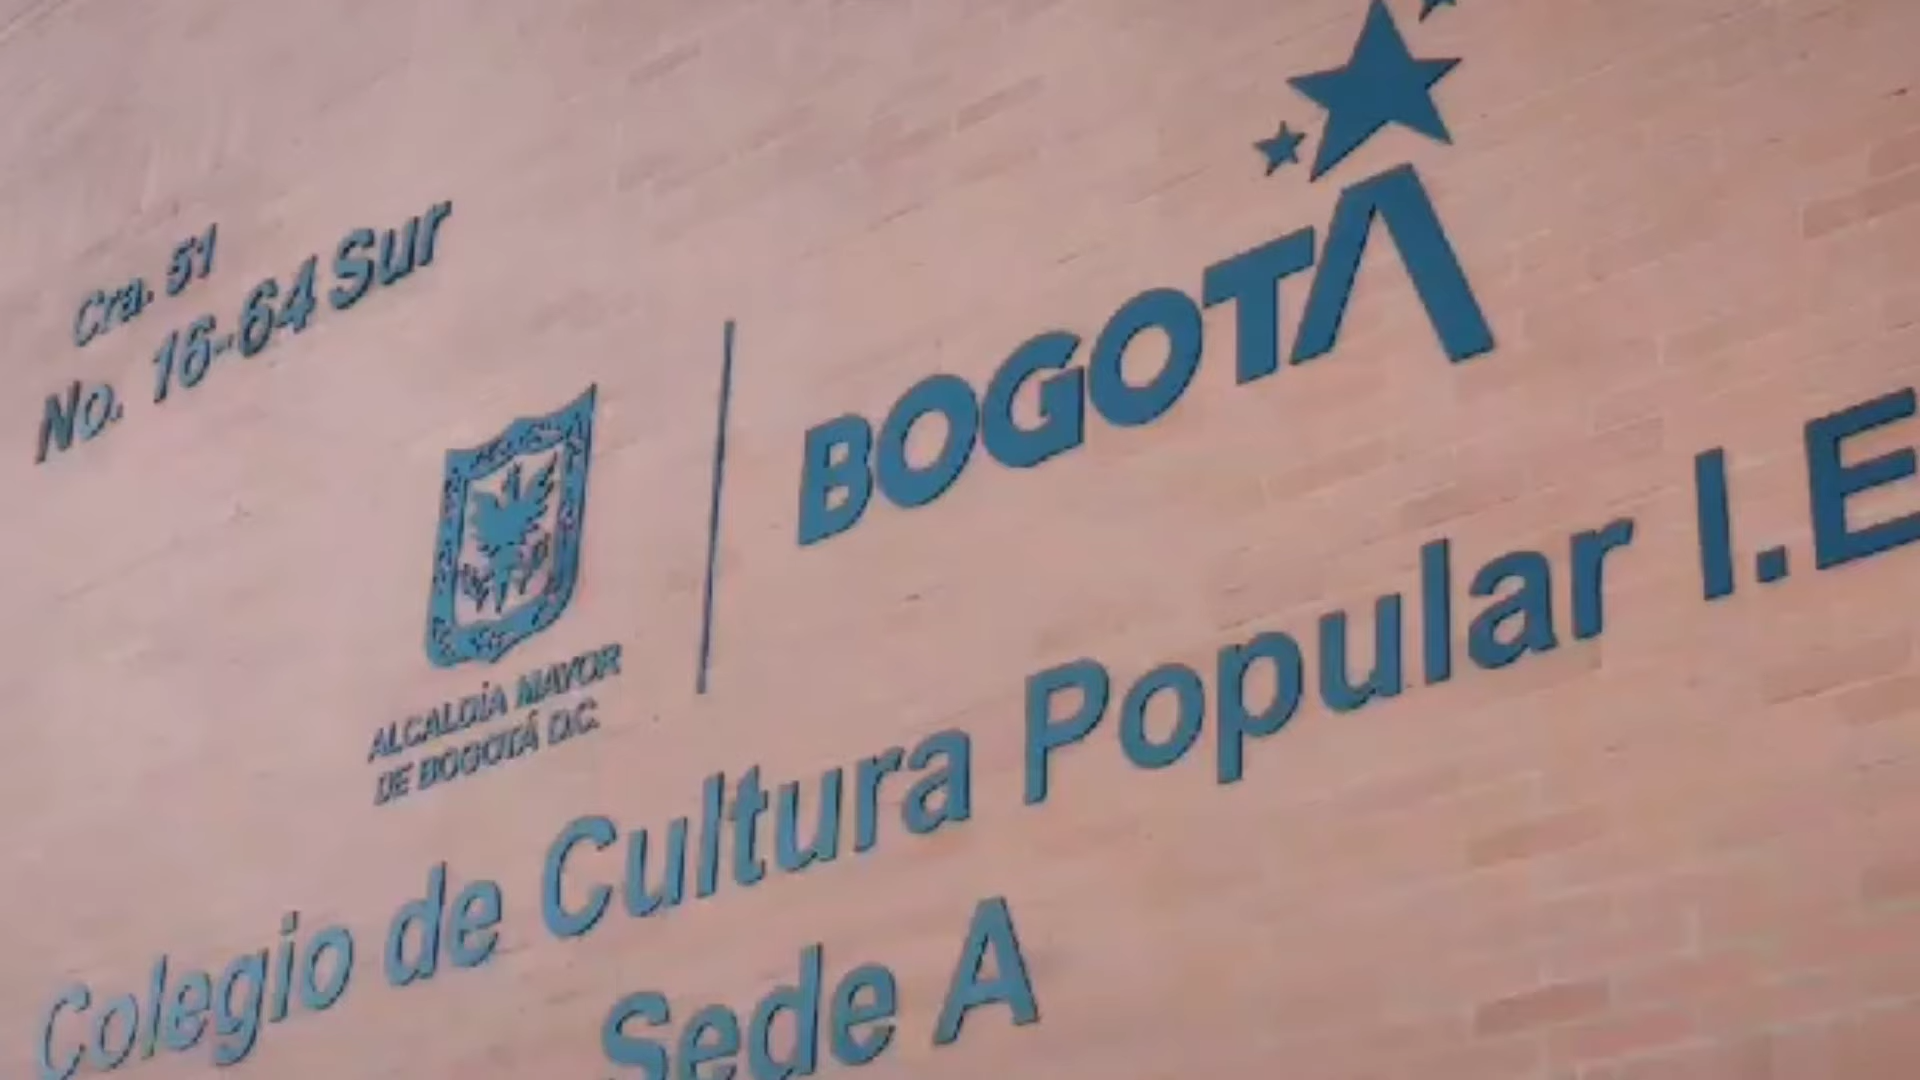 Cra. 51
No. 16-64 Sur
ALCALDÍA MAYOR
DE BOGOTÁ D.C.
BOGOTÁ
Colegio de Cultura Popular I.E
Sede A